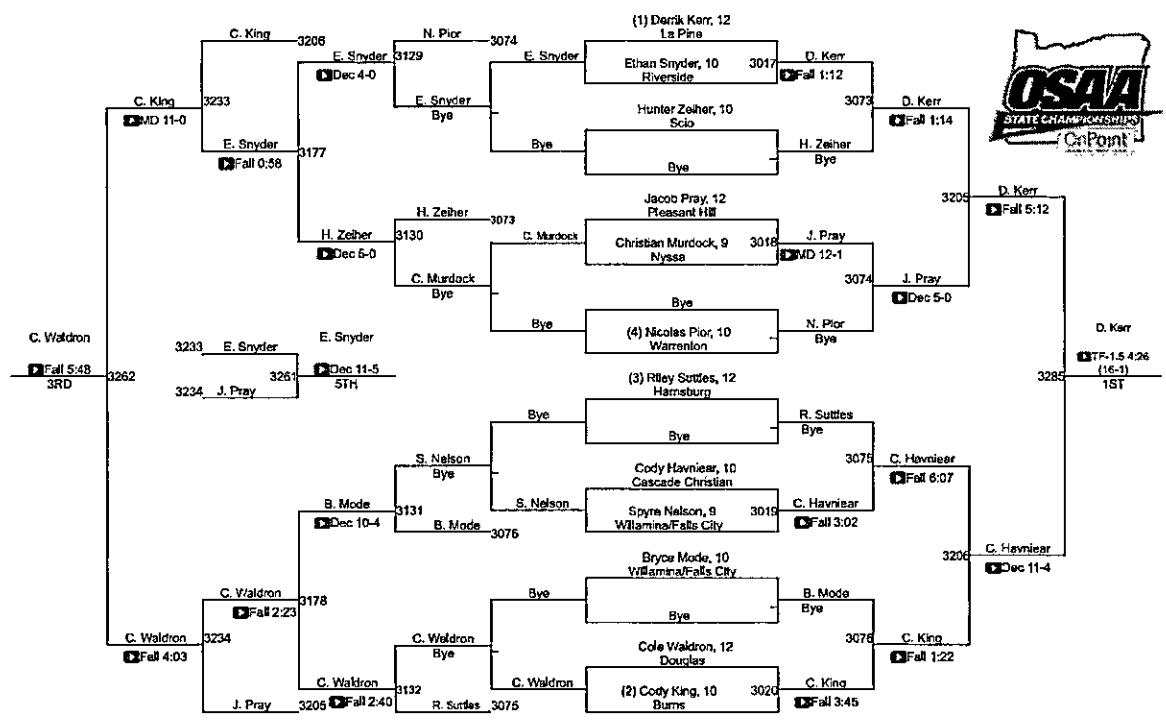 OSAA
STATE CHAMPIONSHIPS
OnPoint
(1) Derrik Kerr, 12
La Pine
Ethan Snyder, 10
Riverside
3017
Hunter Zeiher, 10
Scio
Bye
Jacob Pray, 12
Pleasant Hill
Christian Murdock, 9
Nyssa
3018
Bye
(4) Nicolas Pior, 10
Warrenton
(3) Riley Suttles, 12
Harrisburg
Bye
Cody Havniear, 10
Cascade Christian
Spyre Nelson, 9
Willamina/Falls City
3019
Bryce Mode, 10
Willamina/Falls City
Bye
Cole Waldron, 12
Douglas
(2) Cody King, 10
Burns
3020
D. Kerr
Fall 1:12
3073
H. Zeiher
Bye
J. Pray
MD 12-1
3074
N. Pior
Bye
R. Suttles
Bye
3075
C. Havniear
Fall 3:02
B. Mode
Bye
3076
C. King
Fall 3:45
D. Kerr
Fall 1:14
3205
J. Pray
Dec 5-0
C. Havniear
Fall 6:07
3206
C. King
Fall 1:22
D. Kerr
Fall 5:12
3285
C. Havniear
Dec 11-4
D. Kerr
TF-1.5 4:26
(16-1)
1ST
E. Snyder
Bye
C. Murdock
Bye
Bye
S. Nelson
Bye
C. Waldron
N. Pior
3074
3129
E. Snyder
Bye
H. Zeiher
3073
3130
C. Murdock
Bye
S. Nelson
Bye
3131
B. Mode
3076
C. Waldron
Bye
3132
R. Suttles
3075
E. Snyder
Dec 4-0
3177
H. Zeiher
Dec 5-0
B. Mode
Dec 10-4
3178
C. Waldron
Fall 2:40
C. King
3206
3233
E. Snyder
Fall 0:58
C. Waldron
Fall 2:23
3234
J. Pray
3205
C. King
MD 11-0
3262
C. Waldron
Fall 4:03
C. Waldron
Fall 5:48
3RD
3233
E. Snyder
3261
3234
J. Pray
E. Snyder
Dec 11-5
5TH